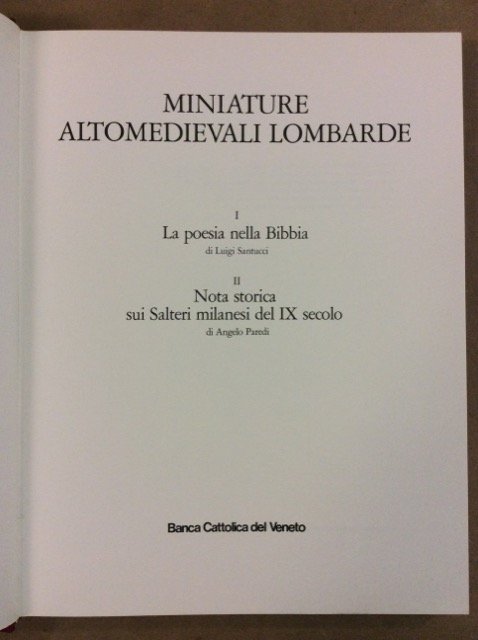 MINIATURE
ALTOMEDIEVALI LOMBARDE
I
La poesia nella Bibbia
di Luigi Santucci
II
Nota storica
sui Salteri milanesi del IX secolo
di Angelo Paredi
Banca Cattolica del Veneto